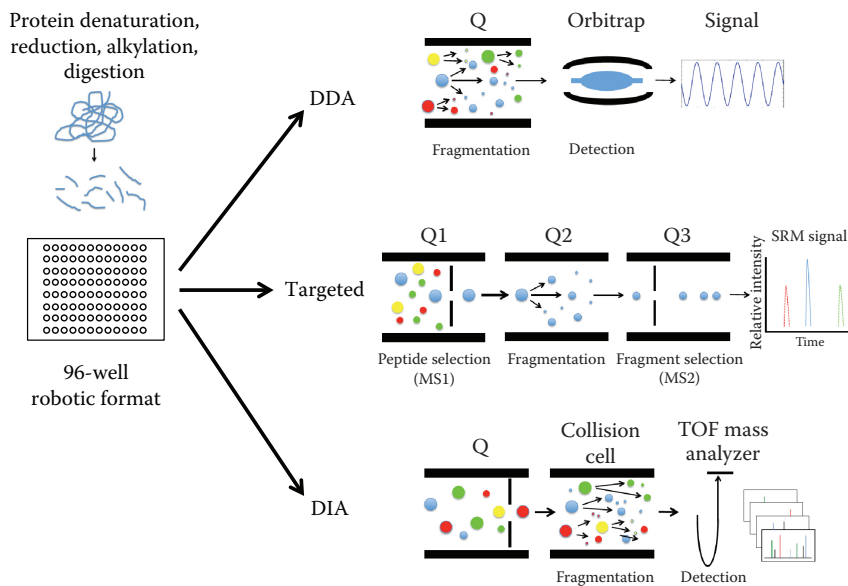 Protein denaturation,
reduction, alkylation,
digestion
96-well
robotic format
DDA
Q
Orbitrap
Signal
Fragmentation
Detection
Targeted
Q1
Q2
Q3
SRM signal
Relative intensity
Time
Peptide selection
(MS1)
Fragmentation
Fragment selection
(MS2)
DIA
Q
Collision
cell
TOF mass
analyzer
Fragmentation
Detection